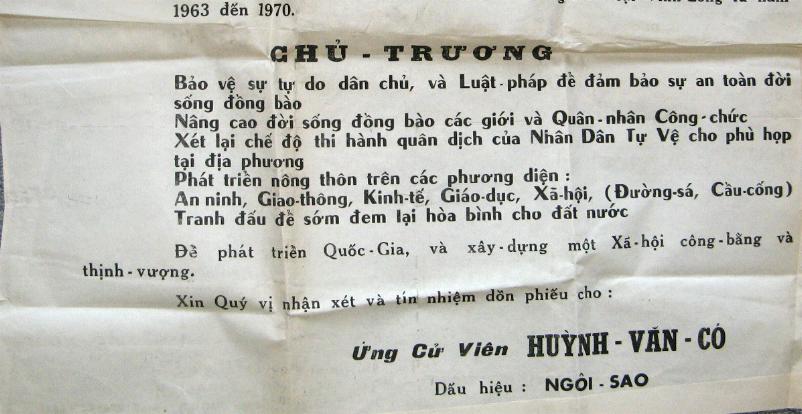 1963 đến 1970.
CHỦ - TRƯƠNG
Bảo vệ sự tự do dân chủ, và Luật-pháp để đảm bảo sự an toàn đời
sống đồng bào
Nâng cao đời sống đồng bào các giới và Quân-nhân Công-chức
Xét lại chế độ thi hành quân dịch của Nhân Dân Tự Vệ cho phù hợp
tại địa phương
Phát triển nông thôn trên các phương diện :
An ninh, Giao-thông, Kinh-tế, Giáo-dục, Xã-hội, (Đường-sá, Cầu-cống)
Tranh đấu để sớm đem lại hòa bình cho đất nước
Để phát triển Quốc-Gia, và xây-dựng một Xã-hội công-bằng và
thịnh-vượng.
Xin Quý vị nhận xét và tín nhiệm dồn phiếu cho :
Ứng Cử Viên HUỲNH - VĂN - CÓ
Dấu hiệu : NGÔI - SAO